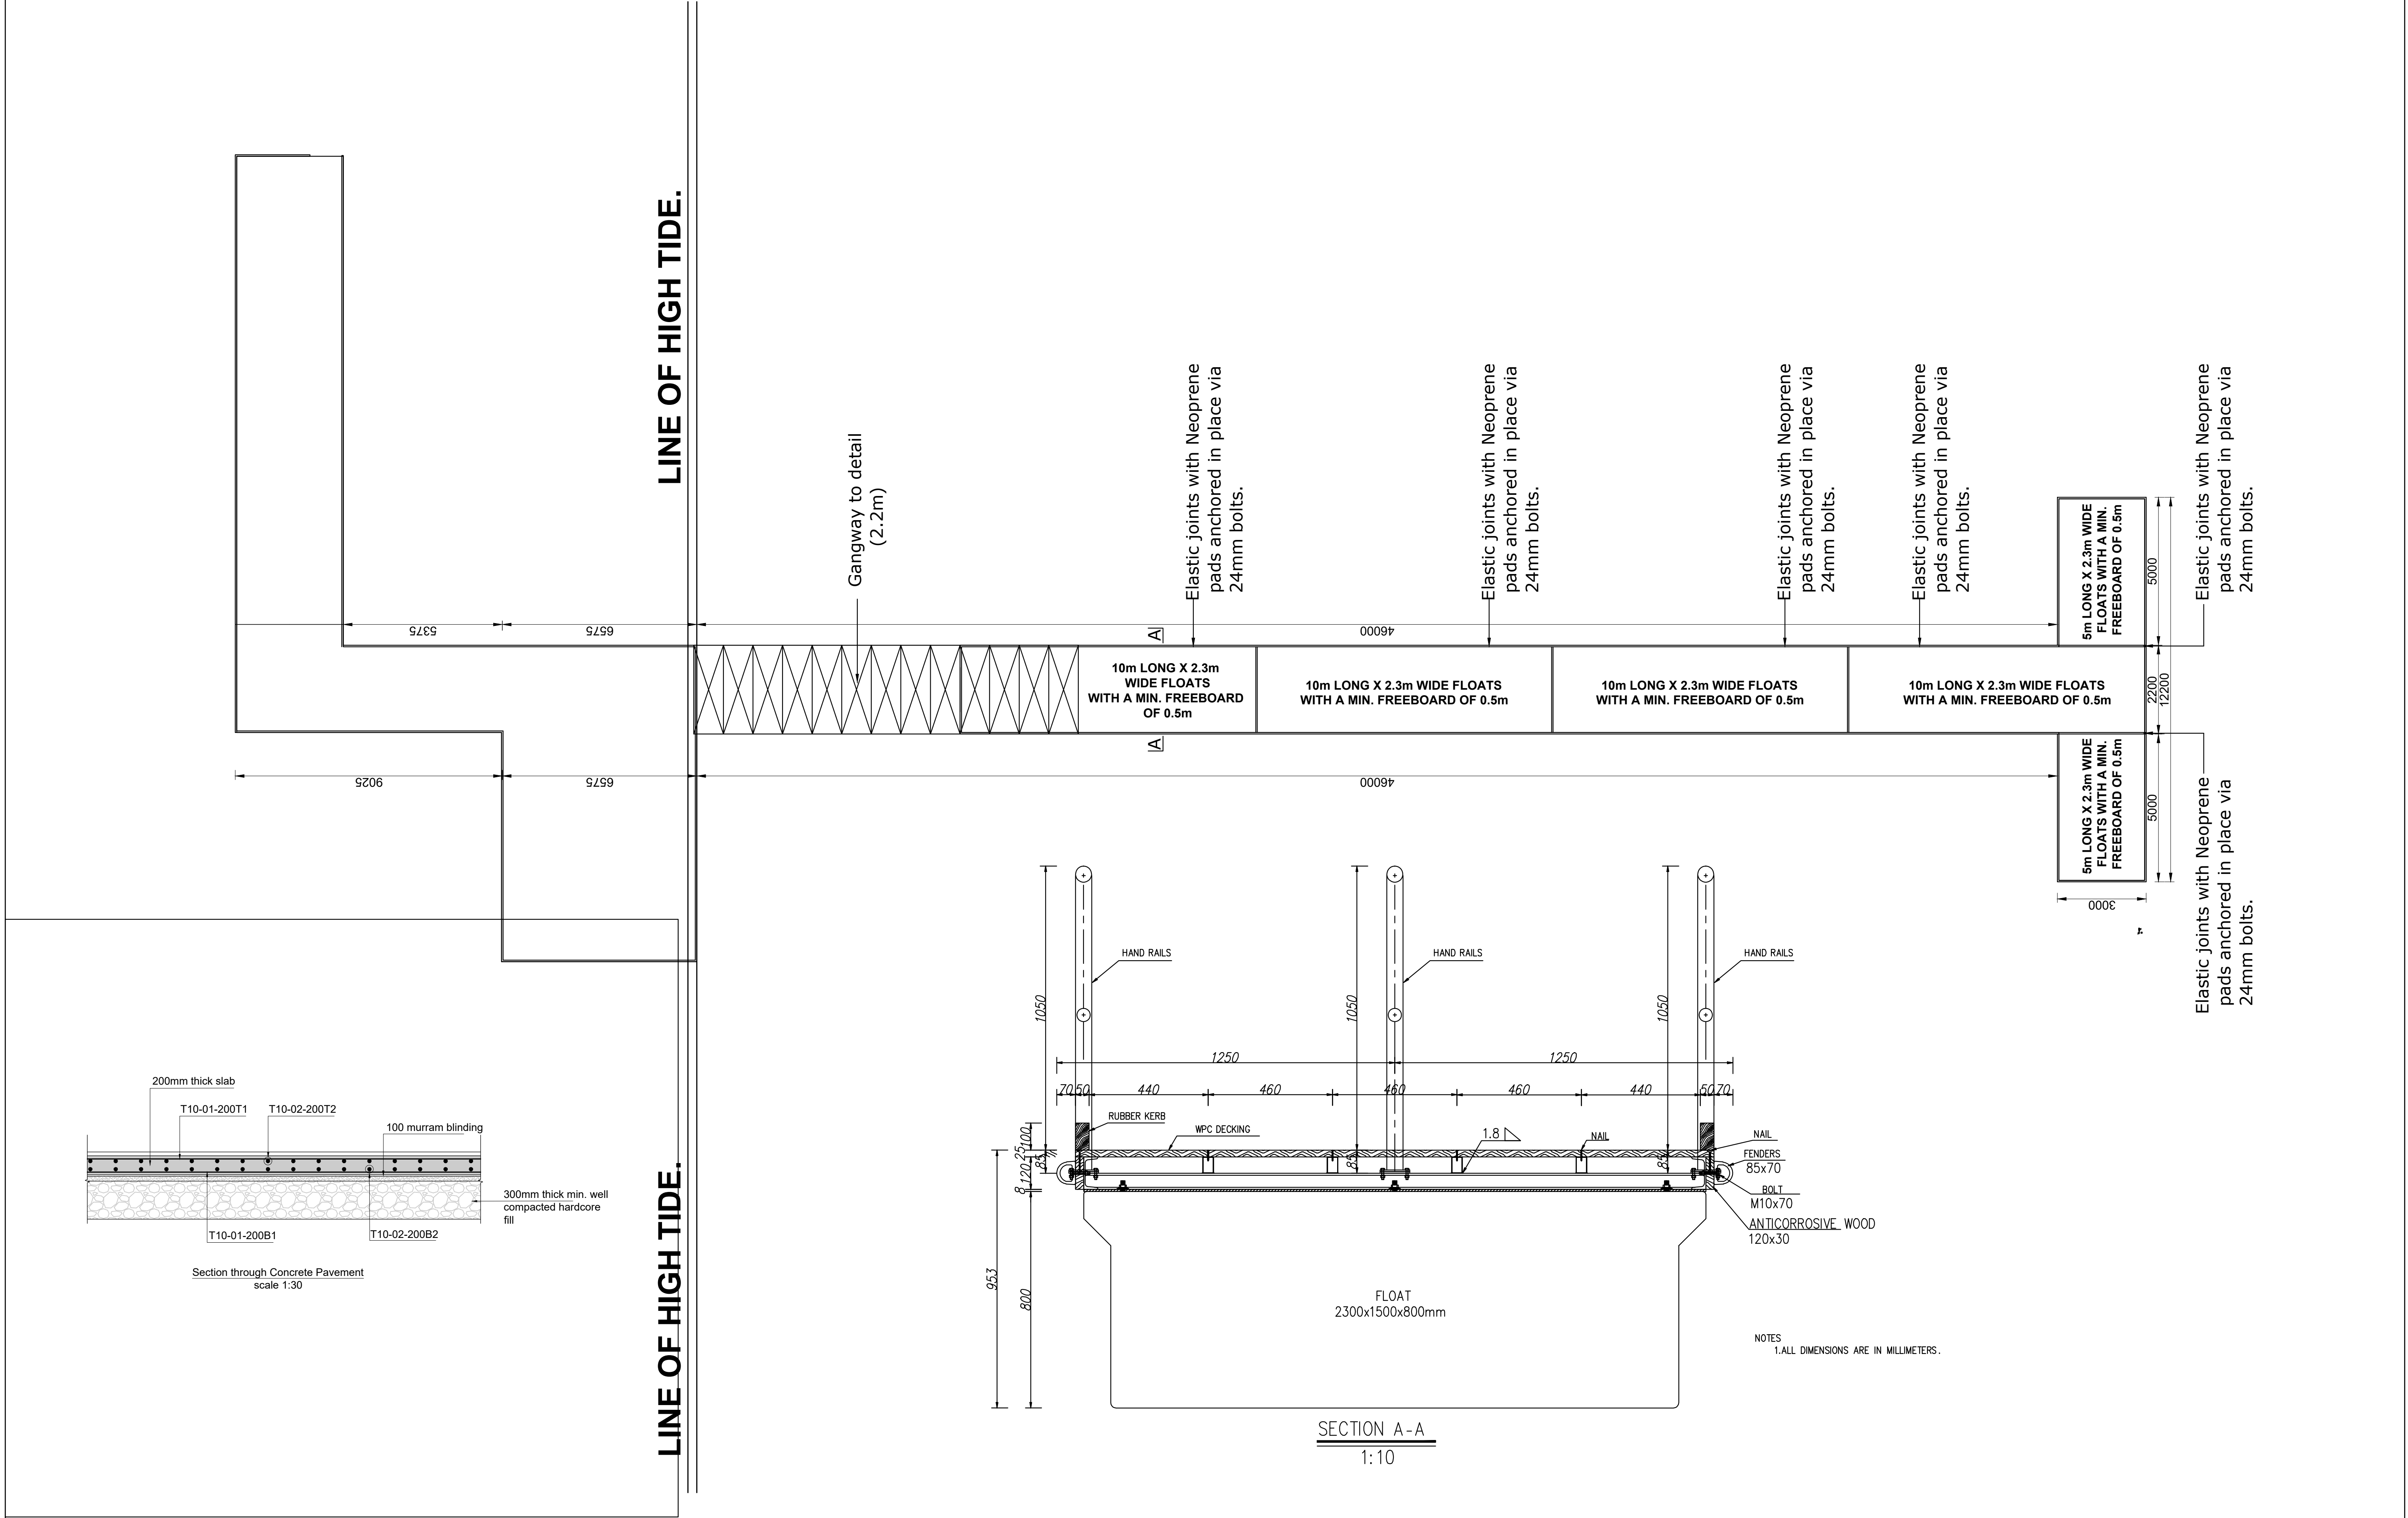 LINE OF HIGH TIDE.
5375
6575
46000
9025
6575
46000
Gangway to detail
(2.2m)
Elastic joints with Neoprene
pads anchored in place via
24mm bolts.
Elastic joints with Neoprene
pads anchored in place via
24mm bolts.
Elastic joints with Neoprene
pads anchored in place via
24mm bolts.
Elastic joints with Neoprene
pads anchored in place via
24mm bolts.
Elastic joints with Neoprene
pads anchored in place via
24mm bolts.
A
A
10m LONG X 2.3m
WIDE FLOATS
WITH A MIN. FREEBOARD
OF 0.5m
10m LONG X 2.3m WIDE FLOATS
WITH A MIN. FREEBOARD OF 0.5m
10m LONG X 2.3m WIDE FLOATS
WITH A MIN. FREEBOARD OF 0.5m
10m LONG X 2.3m WIDE FLOATS
WITH A MIN. FREEBOARD OF 0.5m
5m LONG X 2.3m WIDE
FLOATS WITH A MIN.
FREEBOARD OF 0.5m
5m LONG X 2.3m WIDE
FLOATS WITH A MIN.
FREEBOARD OF 0.5m
5000
2200
12200
5000
3000
Elastic joints with Neoprene
pads anchored in place via
24mm bolts.
200mm thick slab
T10-01-200T1
T10-02-200T2
100 murram blinding
300mm thick min. well
compacted hardcore
fill
T10-01-200B1
T10-02-200B2
Section through Concrete Pavement
scale 1:30
LINE OF HIGH TIDE.
HAND RAILS
HAND RAILS
HAND RAILS
1050
1050
1050
1250
1250
70
50
440
460
460
460
440
50
70
RUBBER KERB
WPC DECKING
1.8
NAIL
NAIL
FENDERS
85x70
BOLT
M10x70
ANTICORROSIVE WOOD
120x30
100
25
120
8
85
85
85
953
800
FLOAT
2300x1500x800mm
NOTES
1.ALL DIMENSIONS ARE IN MILLIMETERS.
SECTION A-A
1:10